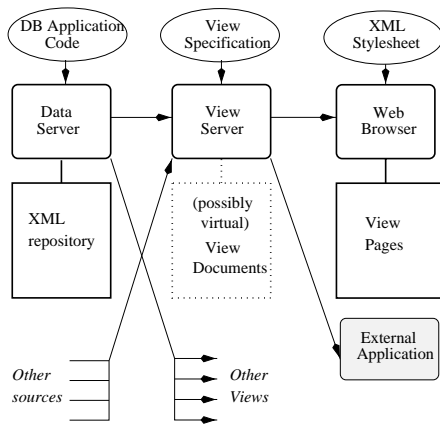 DB Application
Code
View
Specification
XML
Stylesheet
Data
Server
View
Server
Web
Browser
XML
repository
(possibly
virtual)
View
Documents
View
Pages
External
Application
Other
sources
Other
Views